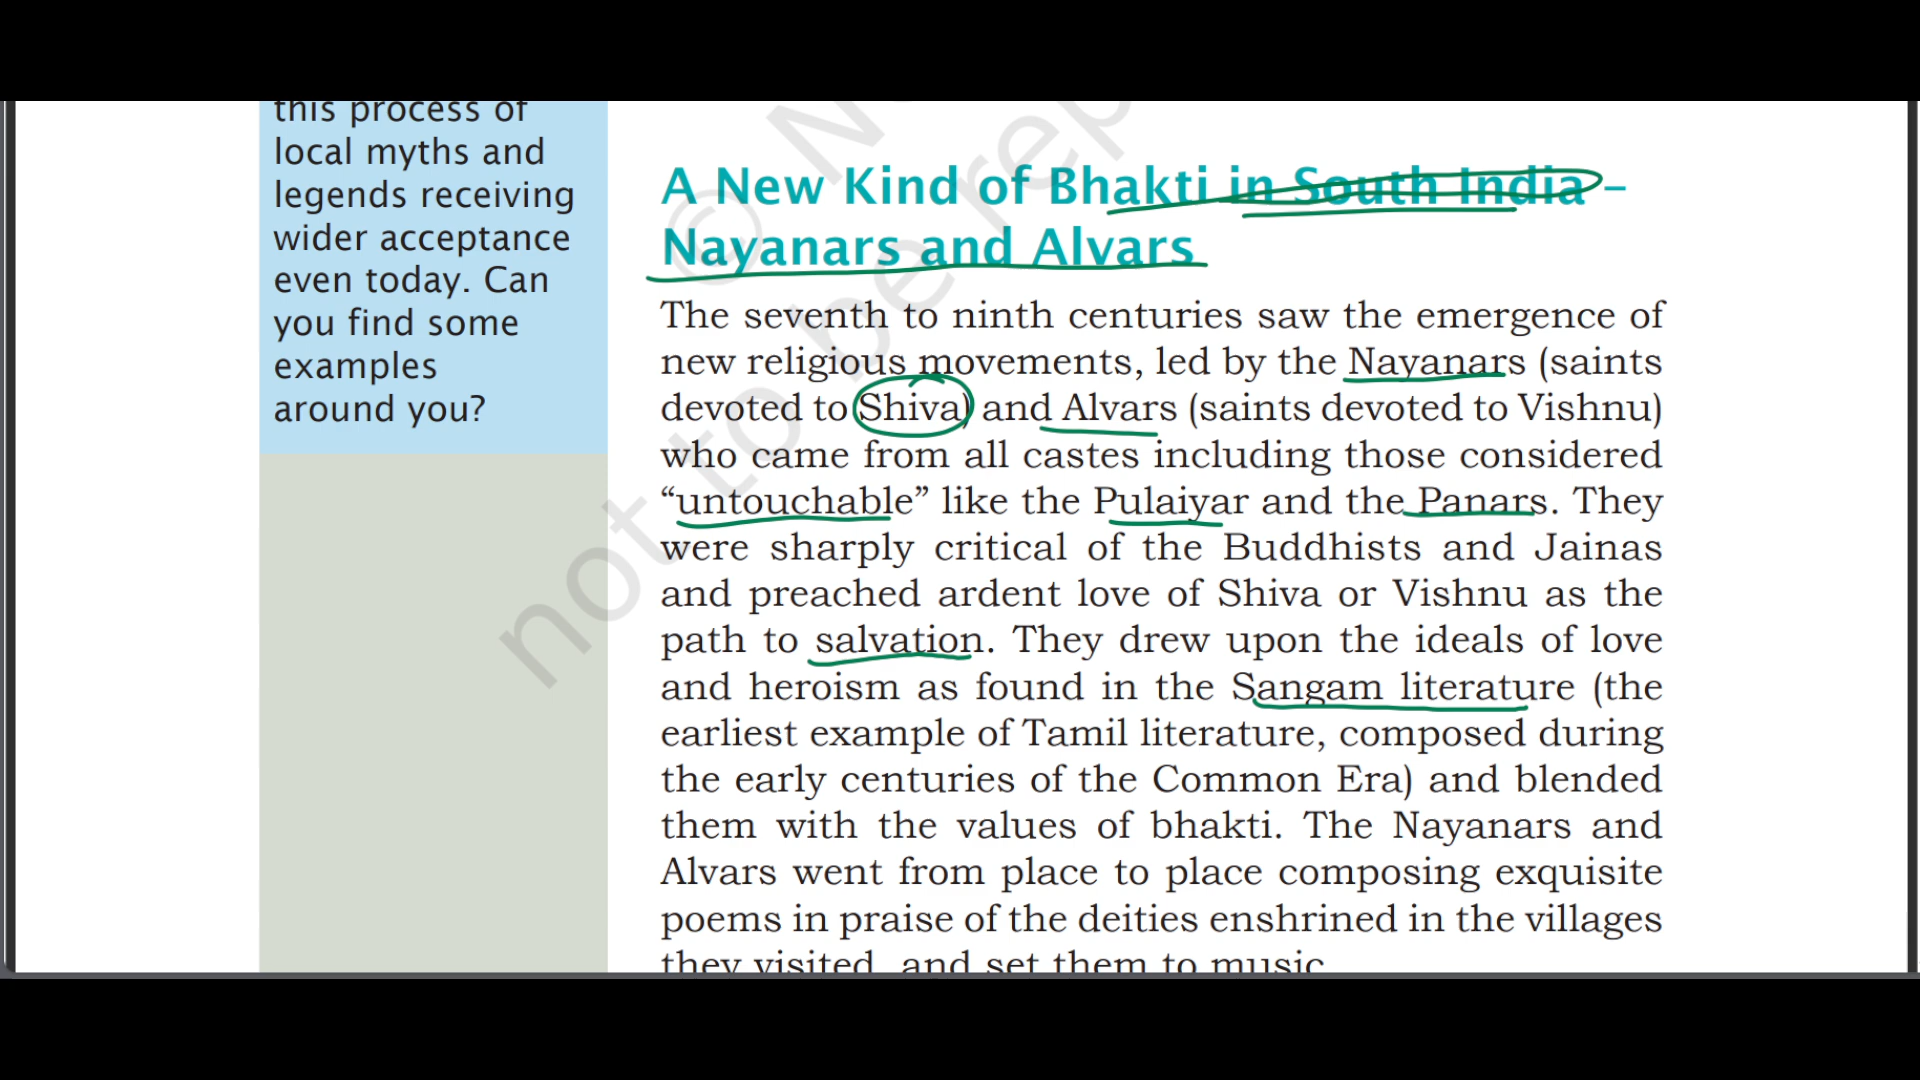 this process of
local myths and
legends receiving
wider acceptance
even today. Can
you find some
examples
around you?
A New Kind of Bhakti in South India –
Nayanars and Alvars
The seventh to ninth centuries saw the emergence of
new religious movements, led by the Nayanars (saints
devoted to Shiva) and Alvars (saints devoted to Vishnu)
who came from all castes including those considered
“untouchable” like the Pulaiyar and the Panars. They
were sharply critical of the Buddhists and Jainas
and preached ardent love of Shiva or Vishnu as the
path to salvation. They drew upon the ideals of love
and heroism as found in the Sangam literature (the
earliest example of Tamil literature, composed during
the early centuries of the Common Era) and blended
them with the values of bhakti. The Nayanars and
Alvars went from place to place composing exquisite
poems in praise of the deities enshrined in the villages
they visited, and set them to music.
© N
not to be rep